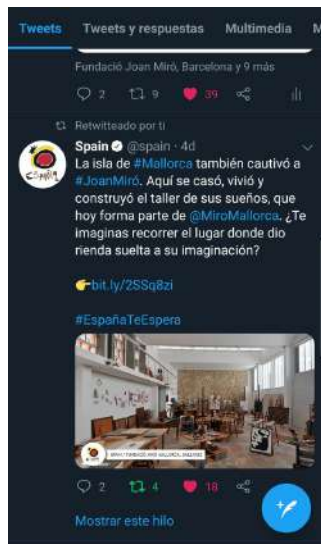 Tweets Tweets y respuestas Multimedia M
Fundació Joan Miró, Barcelona y 9 más
2 9 39
Retwitteado por ti
Spain @spain · 4d
La isla de #Mallorca también cautivó a
#JoanMiró. Aquí se casó, vivió y
construyó el taller de sus sueños, que
hoy forma parte de @MiroMallorca. ¿Te
imaginas recorrer el lugar donde dio
rienda suelta a su imaginación?
👉bit.ly/2SSq8zi
#EspañaTeEspera
2 4 18
Mostrar este hilo